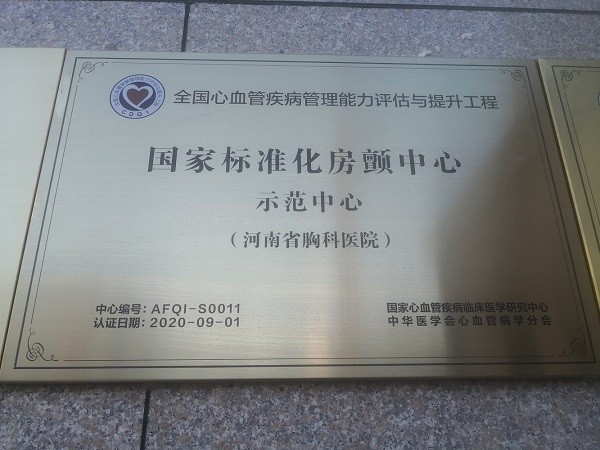 全国心血管疾病管理能力评估与提升工程
CDQI
国家标准化房颤中心
示范中心
（河南省胸科医院）
中心编号：AFQI-S0011
认证日期：2020-09-01
国家心血管疾病临床医学研究中心
中华医学会心血管病学分会